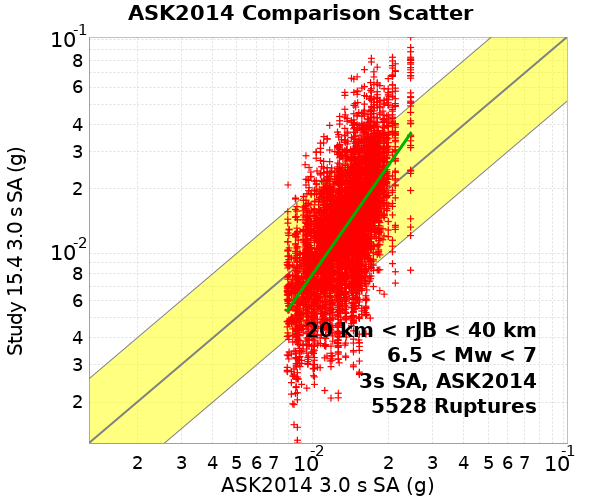 ASK2014 Comparison Scatter
10-1
8
6
4
3
2
10-2
8
6
4
3
2
Study 15.4 3.0 s SA (g)
20 km < rJB < 40 km
6.5 < Mw < 7
3s SA, ASK2014
5528 Ruptures
2 3 4 5 6 7 10-2 2 3 4 5 6 7 10-1
ASK2014 3.0 s SA (g)